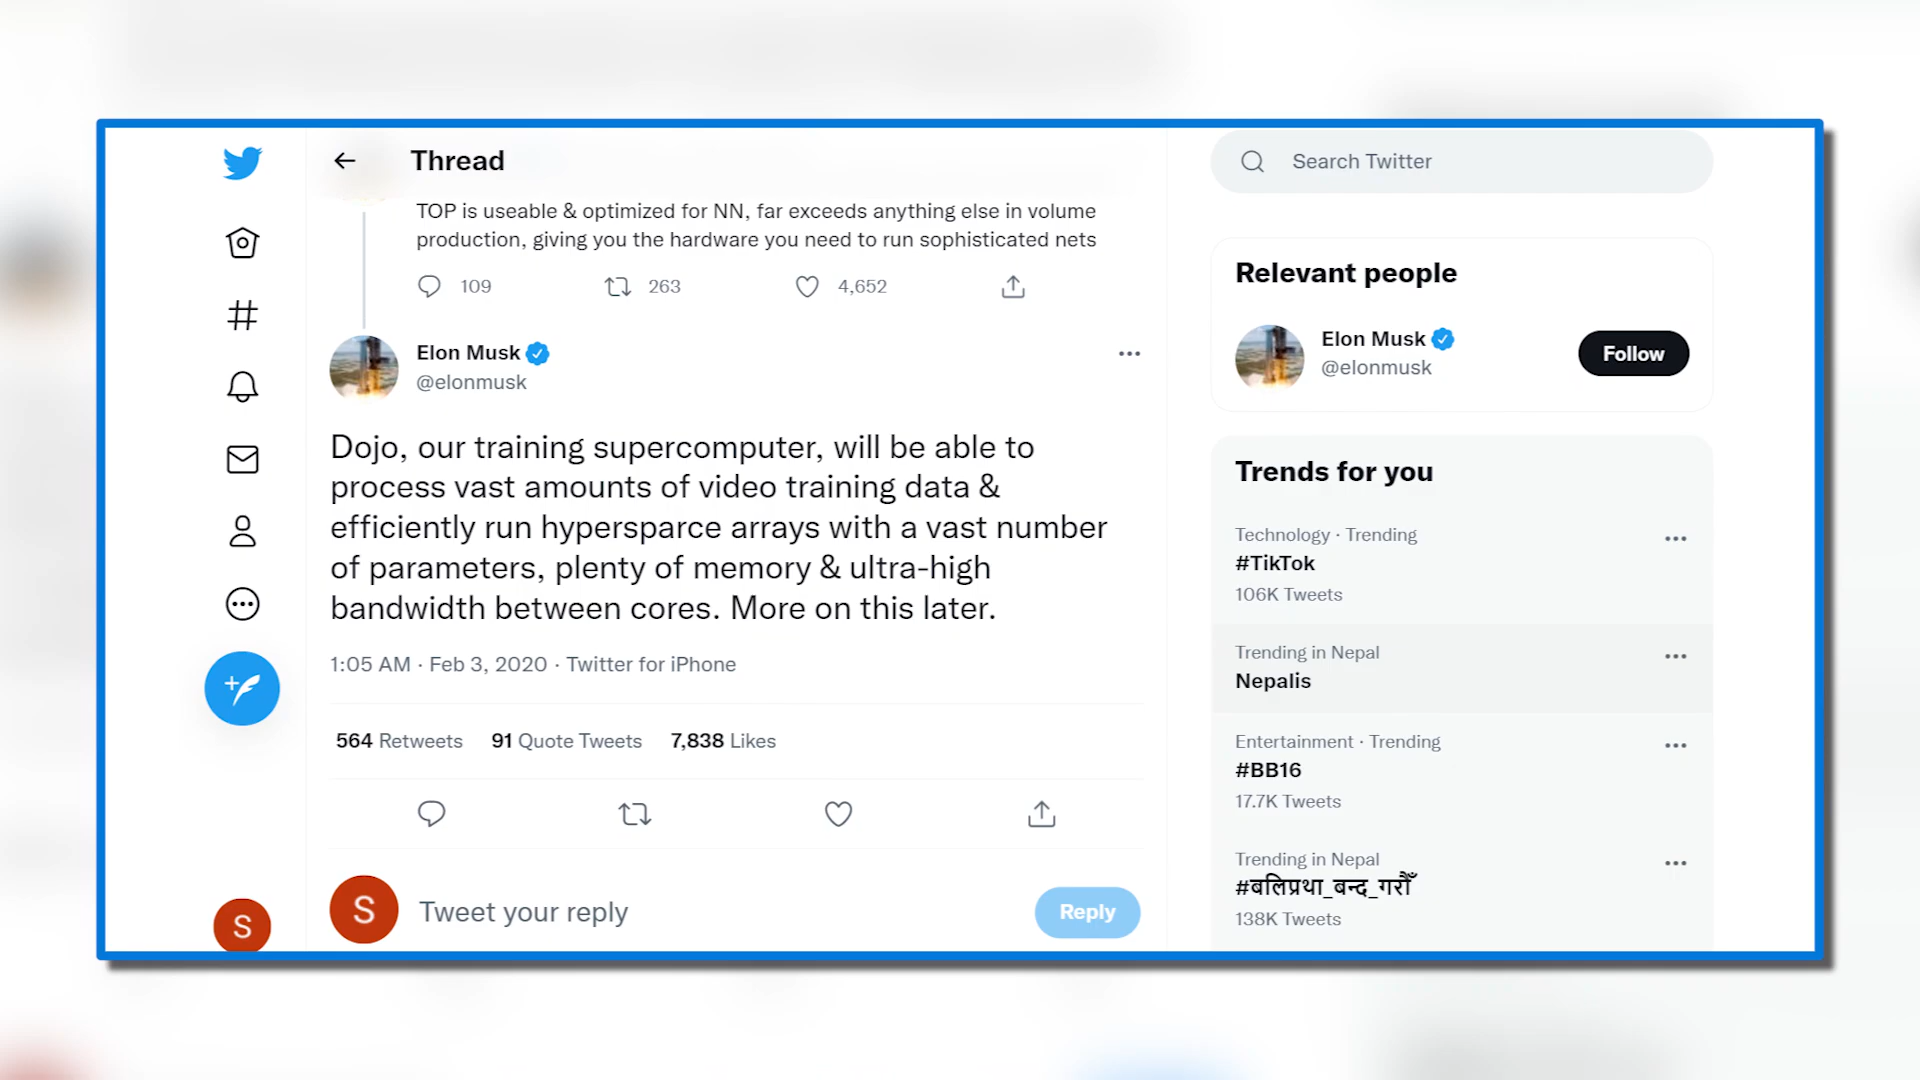 Thread
TOP is useable & optimized for NN, far exceeds anything else in volume
production, giving you the hardware you need to run sophisticated nets
109 263 4,652
Elon Musk
@elonmusk
Dojo, our training supercomputer, will be able to
process vast amounts of video training data &
efficiently run hypersparce arrays with a vast number
of parameters, plenty of memory & ultra-high
bandwidth between cores. More on this later.
1:05 AM · Feb 3, 2020 · Twitter for iPhone
564 Retweets 91 Quote Tweets 7,838 Likes
S
S
Tweet your reply
Reply
Search Twitter
Relevant people
Elon Musk
@elonmusk
Follow
Trends for you
Technology · Trending
#TikTok
106K Tweets
Trending in Nepal
Nepalis
Entertainment · Trending
#BB16
17.7K Tweets
Trending in Nepal
#बलिप्रथा_बन्द_गरौँ
138K Tweets